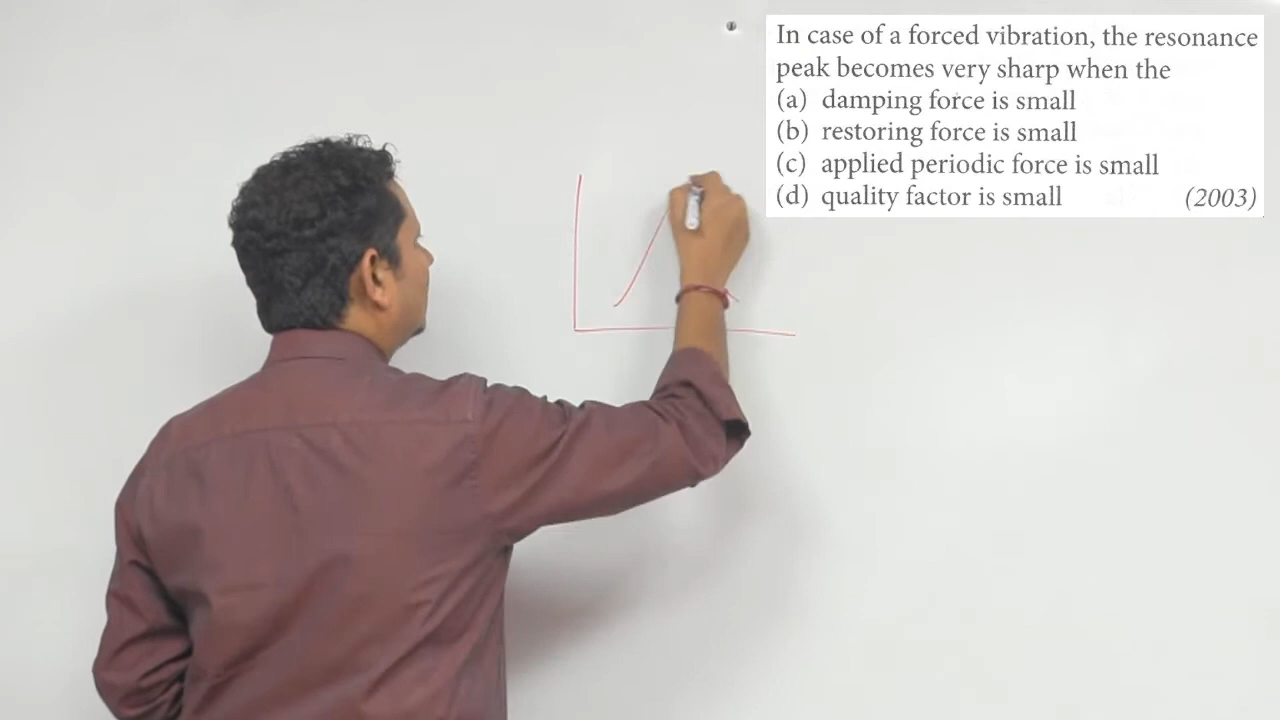 In case of a forced vibration, the resonance
peak becomes very sharp when the
(a) damping force is small
(b) restoring force is small
(c) applied periodic force is small
(d) quality factor is small (2003)